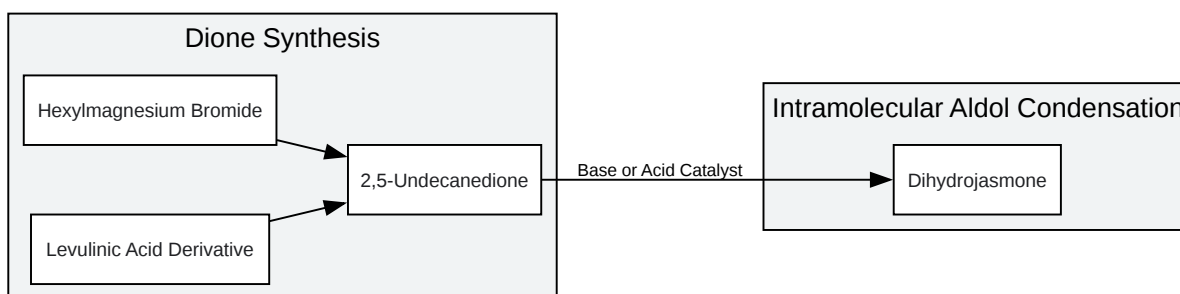 Dione Synthesis
Hexylmagnesium Bromide
Levulinic Acid Derivative
2,5-Undecanedione
Base or Acid Catalyst
Intramolecular Aldol Condensation
Dihydrojasmone